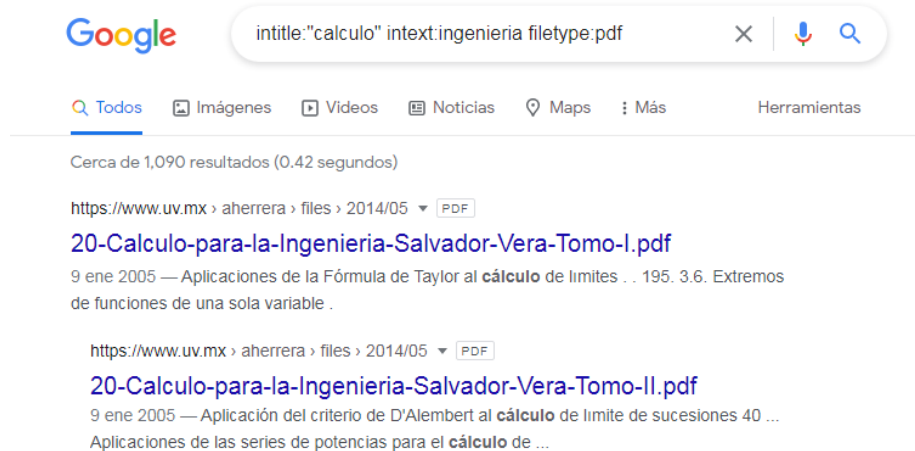 Google
intitle:"calculo" intext:ingenieria filetype:pdf
Todos Imágenes Videos Noticias Maps Más Herramientas
Cerca de 1,090 resultados (0.42 segundos)
https://www.uv.mx › aherrera › files › 2014/05 PDF
20-Calculo-para-la-Ingenieria-Salvador-Vera-Tomo-I.pdf
9 ene 2005 — Aplicaciones de la Fórmula de Taylor al cálculo de lımites . . 195. 3.6. Extremos
de funciones de una sola variable .
https://www.uv.mx › aherrera › files › 2014/05 PDF
20-Calculo-para-la-Ingenieria-Salvador-Vera-Tomo-II.pdf
9 ene 2005 — Aplicación del criterio de D'Alembert al cálculo de lımite de sucesiones 40 ...
Aplicaciones de las series de potencias para el cálculo de ...